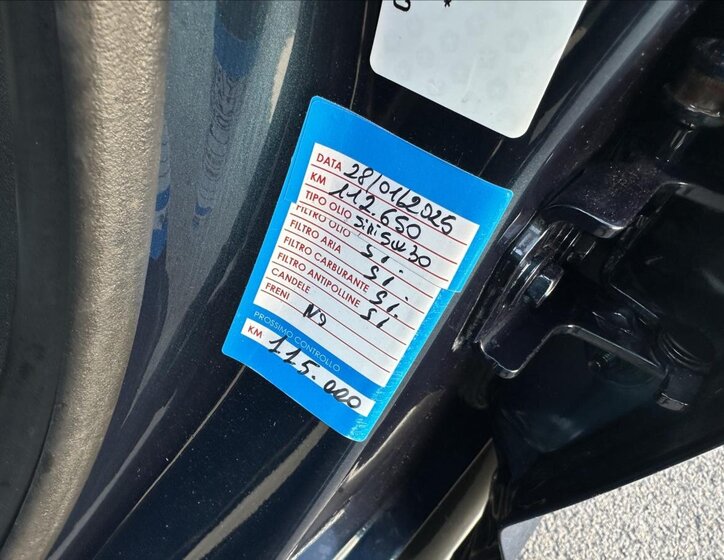 DATA 28/01/2025
KM 112.650
TIPO OLIO Sini 5W30
FILTRO OLIO SI.
FILTRO ARIA SI.
FILTRO CARBURANTE SI.
FILTRO ANTIPOLLINE SI
CANDELE
FRENI NO
PROSSIMO CONTROLLO
KM 115.000